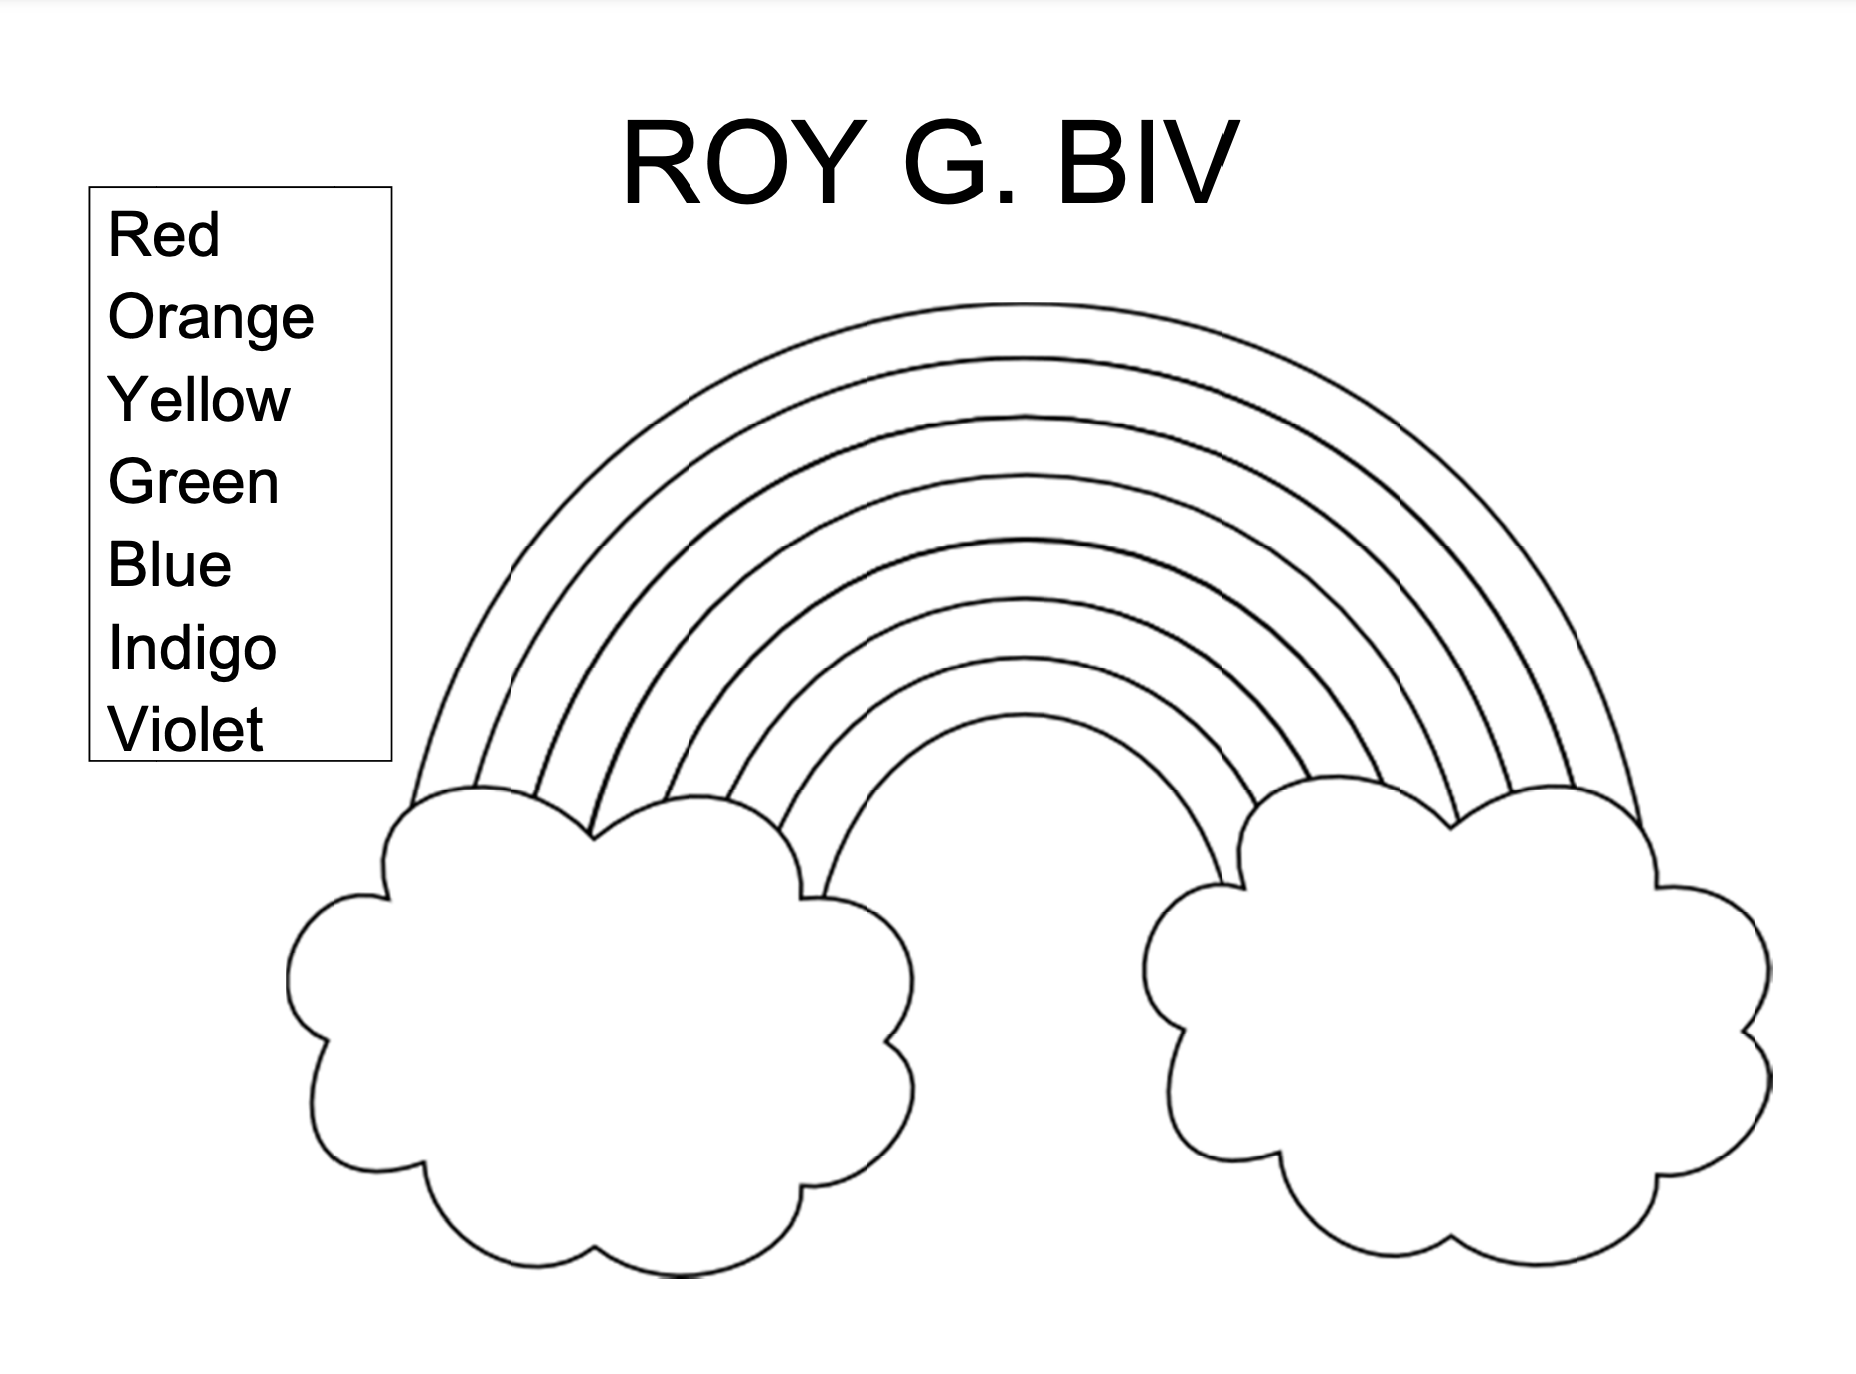 ROY G. BIV
Red
Orange
Yellow
Green
Blue
Indigo
Violet